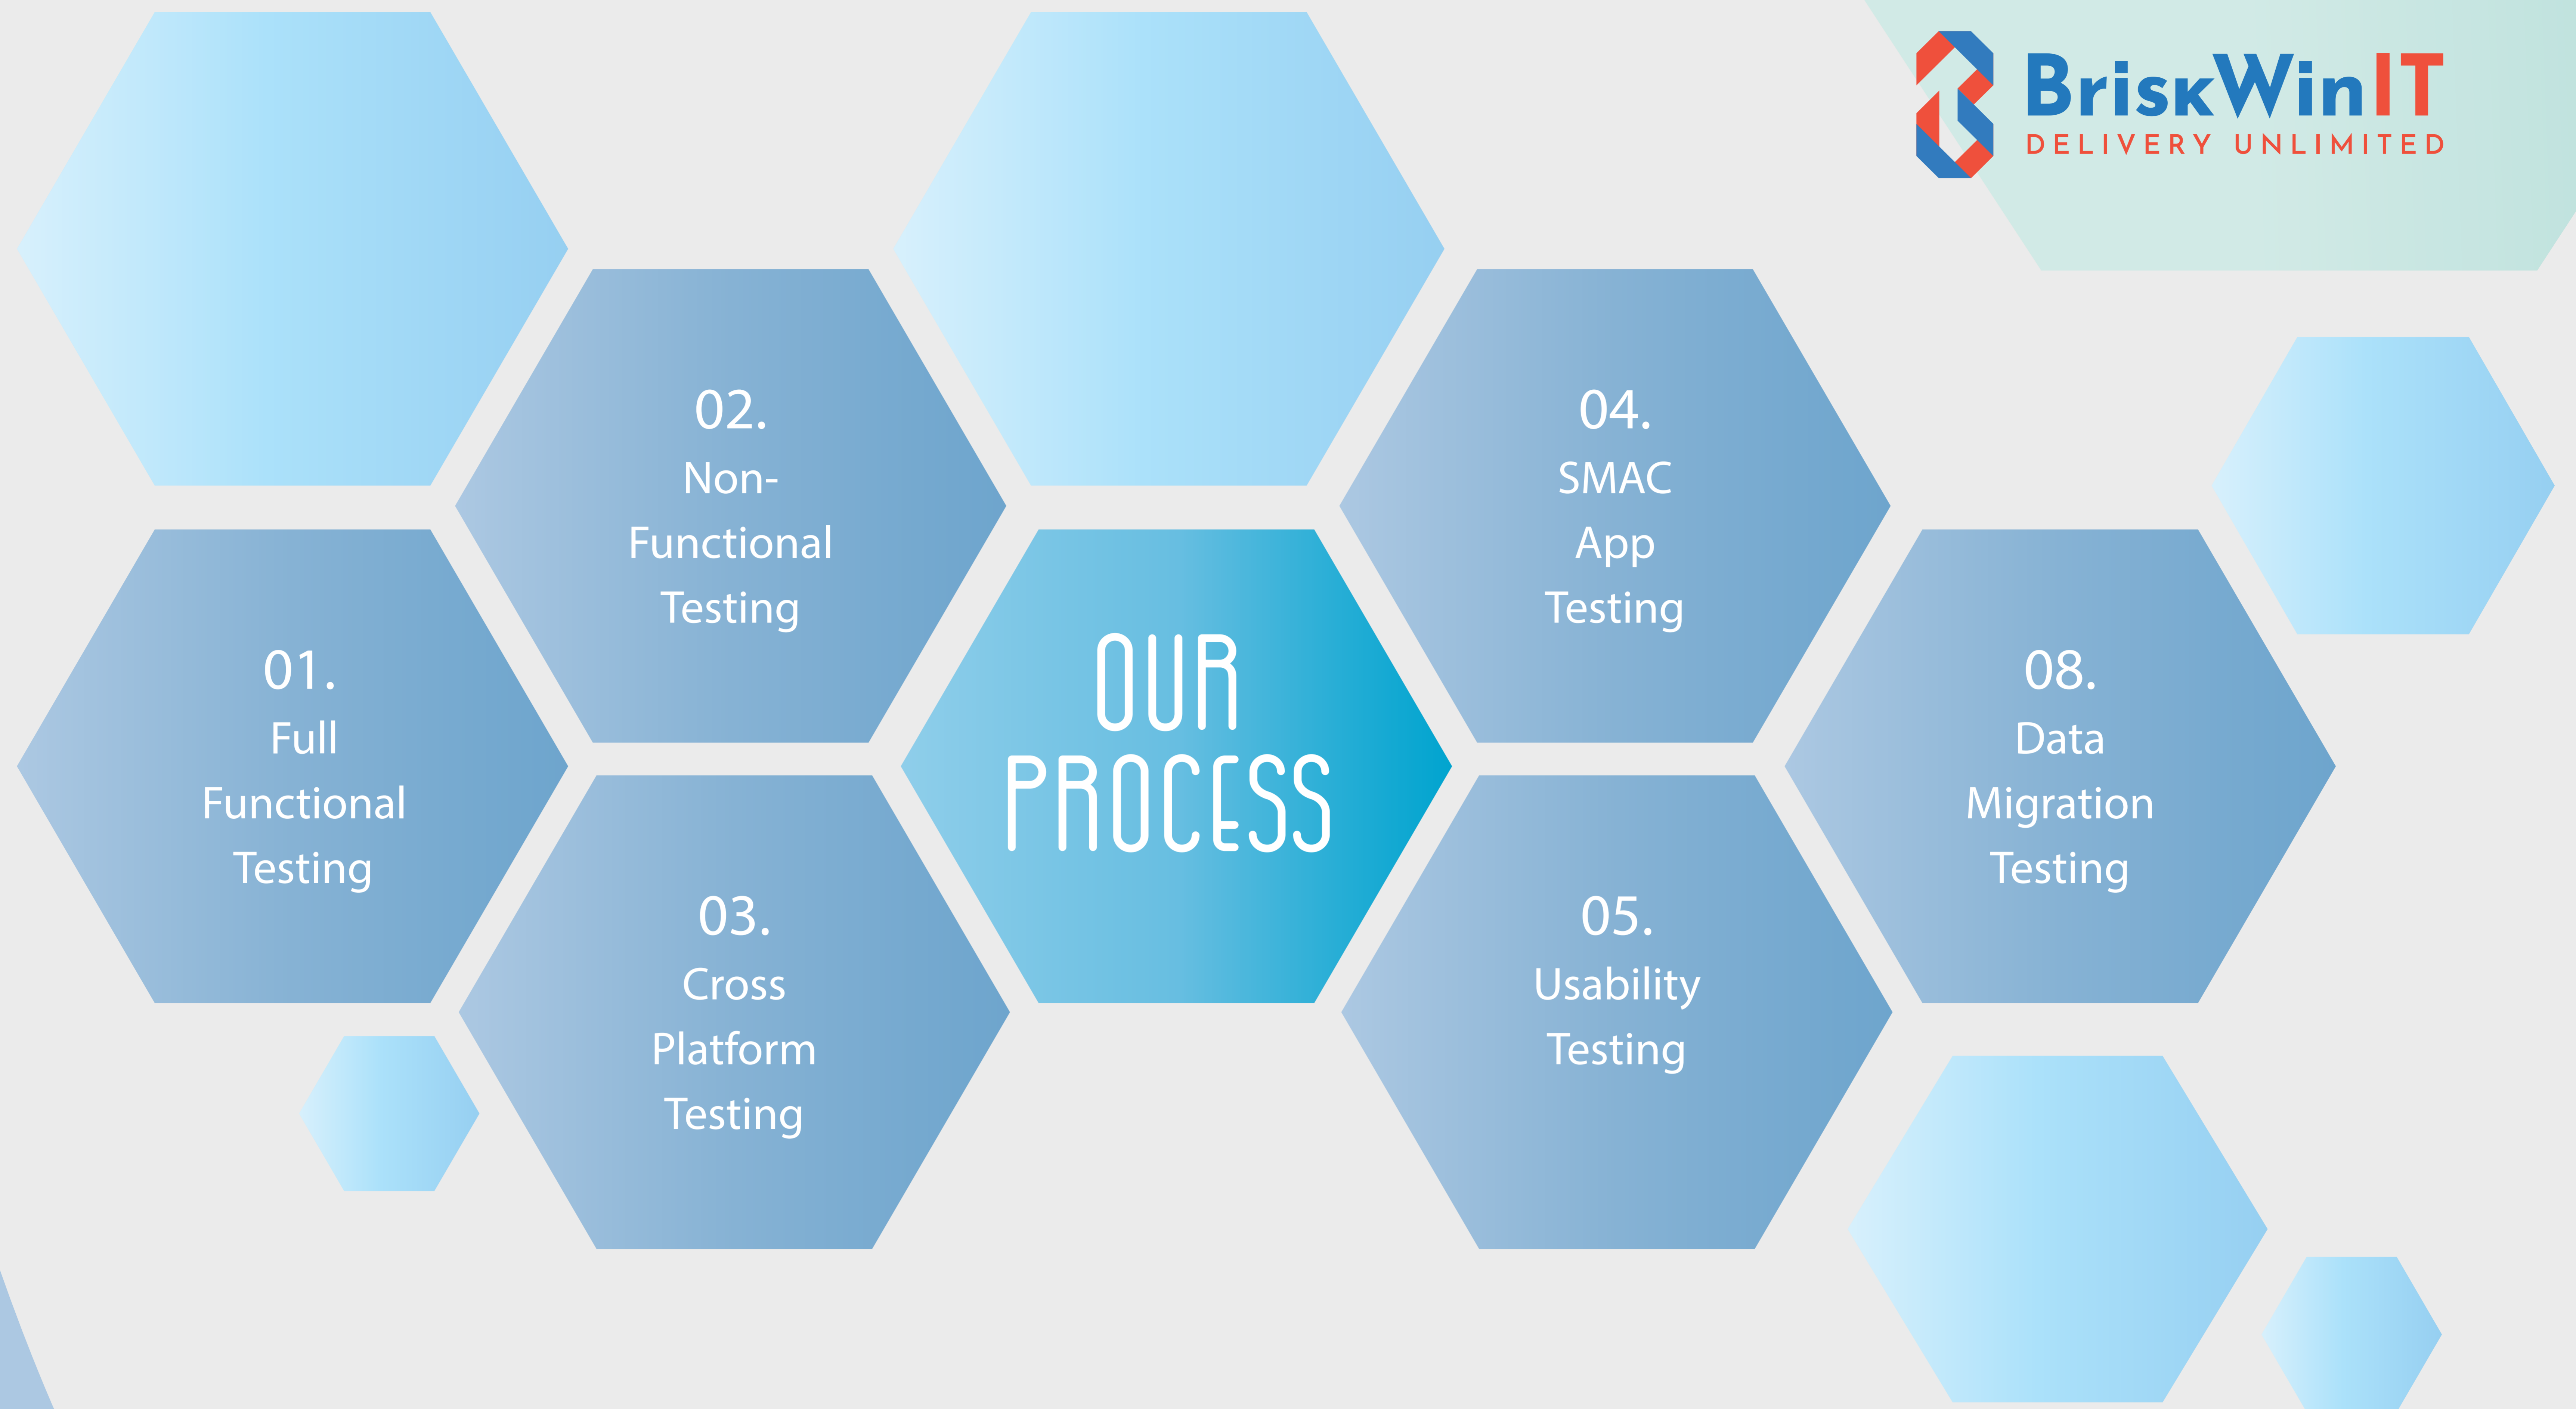 BriskWinIT
DELIVERY UNLIMITED
01.
Full
Functional
Testing
02.
Non-
Functional
Testing
03.
Cross
Platform
Testing
OUR
PROCESS
04.
SMAC
App
Testing
05.
Usability
Testing
08.
Data
Migration
Testing